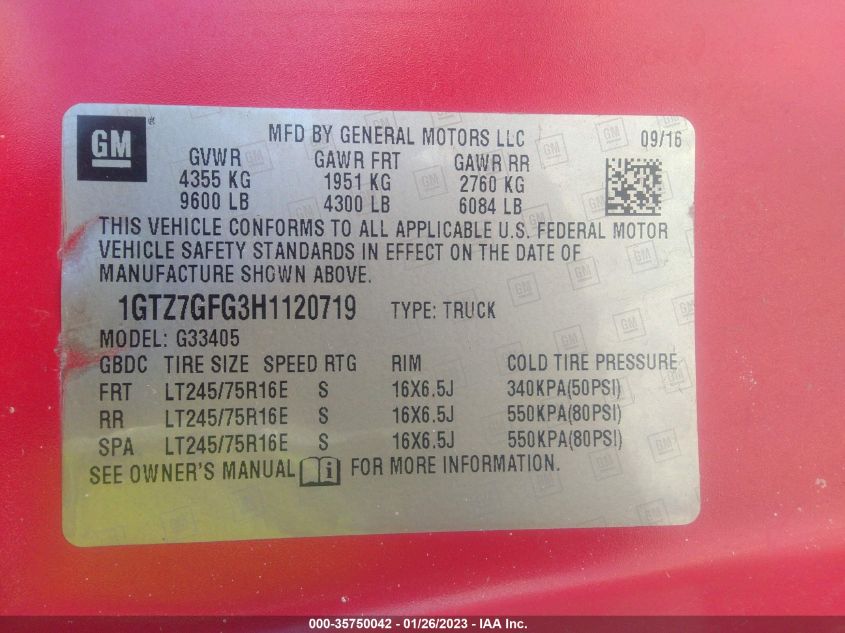 GM ®
MFD BY GENERAL MOTORS LLC 09/16
GVWR GAWR FRT GAWR RR
4355 KG 1951 KG 2760 KG
9600 LB 4300 LB 6084 LB
THIS VEHICLE CONFORMS TO ALL APPLICABLE U.S. FEDERAL MOTOR
VEHICLE SAFETY STANDARDS IN EFFECT ON THE DATE OF
MANUFACTURE SHOWN ABOVE.
1GTZ7GFG3H1120719 TYPE: TRUCK
MODEL: G33405
GBDC TIRE SIZE SPEED RTG RIM COLD TIRE PRESSURE
FRT LT245/75R16E S 16X6.5J 340KPA(50PSI)
RR LT245/75R16E S 16X6.5J 550KPA(80PSI)
SPA LT245/75R16E S 16X6.5J 550KPA(80PSI)
SEE OWNER'S MANUAL i FOR MORE INFORMATION.
000-35750042 - 01/26/2023 - IAA Inc.